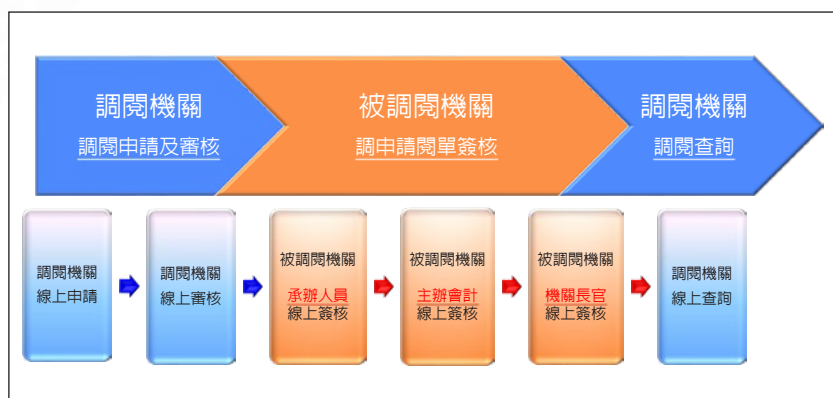 調閱機關
調閱申請及審核
被調閱機關
調申請閱單簽核
調閱機關
調閱查詢
調閱機關
線上申請
調閱機關
線上審核
被調閱機關
承辦人員
線上簽核
被調閱機關
主辦會計
線上簽核
被調閱機關
機關長官
線上簽核
調閱機關
線上查詢